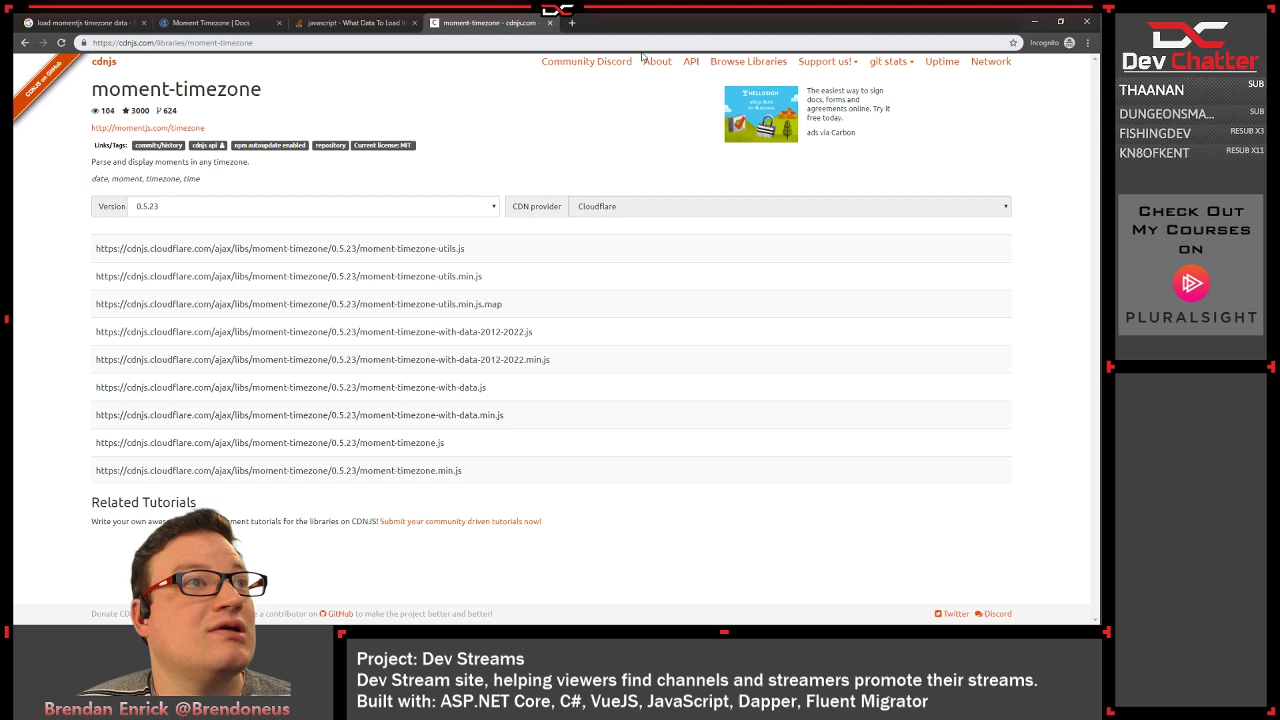 load momentjs timezone data - G
Moment Timezone | Docs
javascript - What Data To Load In
moment-timezone - cdnjs.com -
https://cdnjs.com/libraries/moment-timezone
Incognito
CDNJS on GitHub
cdnjs
Community Discord
About
API
Browse Libraries
Support us!
git stats
Uptime
Network
moment-timezone
104 3000 624
http://momentjs.com/timezone
Links/Tags: commits/history cdnjs api npm autoupdate enabled repository Current license: MIT
Parse and display moments in any timezone.
date, moment, timezone, time
HELLOSIGN
eSign Built
for Business
The easiest way to sign
docs, forms and
agreements online. Try it
free today.
ads via Carbon
Version 0.5.23 CDN provider Cloudflare
https://cdnjs.cloudflare.com/ajax/libs/moment-timezone/0.5.23/moment-timezone-utils.js
https://cdnjs.cloudflare.com/ajax/libs/moment-timezone/0.5.23/moment-timezone-utils.min.js
https://cdnjs.cloudflare.com/ajax/libs/moment-timezone/0.5.23/moment-timezone-utils.min.js.map
https://cdnjs.cloudflare.com/ajax/libs/moment-timezone/0.5.23/moment-timezone-with-data-2012-2022.js
https://cdnjs.cloudflare.com/ajax/libs/moment-timezone/0.5.23/moment-timezone-with-data-2012-2022.min.js
https://cdnjs.cloudflare.com/ajax/libs/moment-timezone/0.5.23/moment-timezone-with-data.js
https://cdnjs.cloudflare.com/ajax/libs/moment-timezone/0.5.23/moment-timezone-with-data.min.js
https://cdnjs.cloudflare.com/ajax/libs/moment-timezone/0.5.23/moment-timezone.js
https://cdnjs.cloudflare.com/ajax/libs/moment-timezone/0.5.23/moment-timezone.min.js
Related Tutorials
Write your own awes ment tutorials for the libraries on CDNJS! Submit your community driven tutorials now!
Donate CD e a contributor on GitHub to make the project better and better!
Twitter Discord
DC
Dev Chatter
THAANAN SUB
DUNGEONSMA... SUB
FISHINGDEV RESUB X3
KN8OFKENT RESUB X11
CHECK OUT
MY COURSES
ON
PLURALSIGHT
Brendan Enrick @Brendoneus
Project: Dev Streams
Dev Stream site, helping viewers find channels and streamers promote their streams.
Built with: ASP.NET Core, C#, VueJS, JavaScript, Dapper, Fluent Migrator